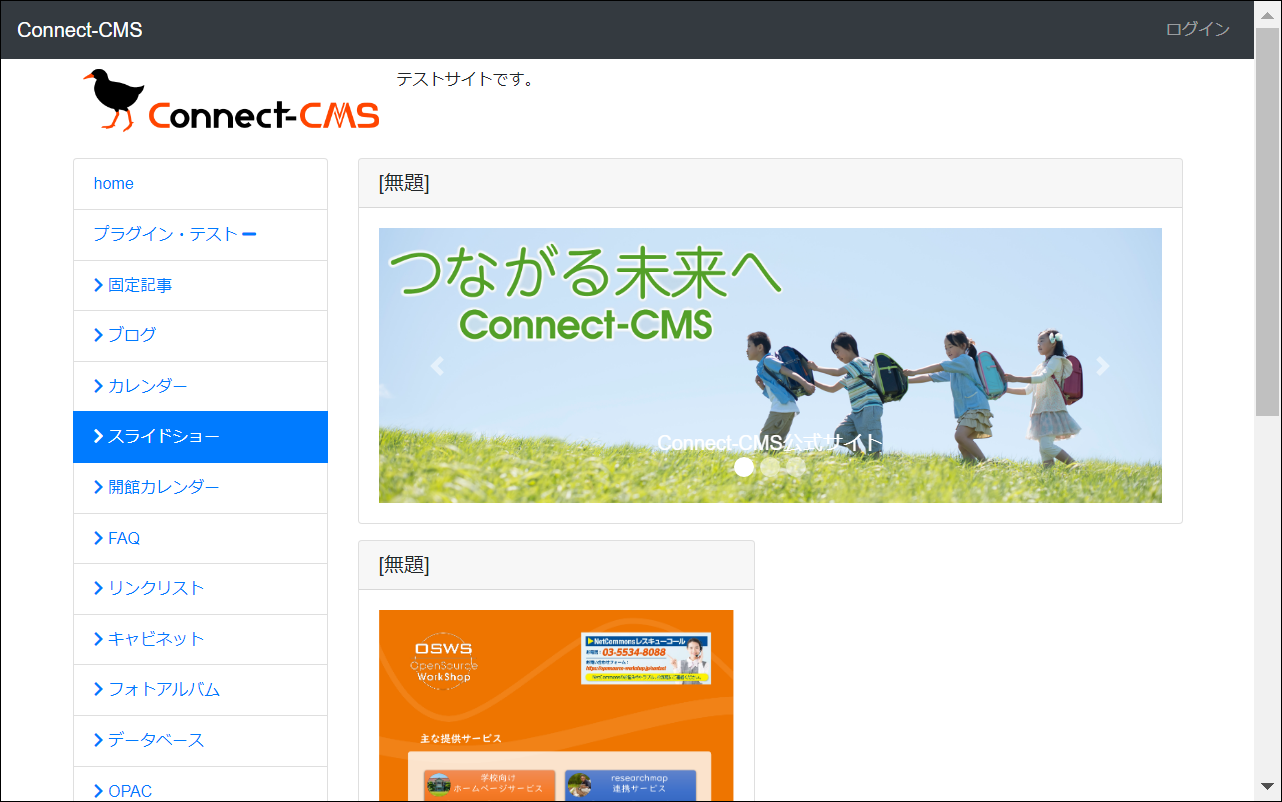 Connect-CMS
ログイン
Connect-CMS
テストサイトです。
home
プラグイン・テスト
固定記事
ブログ
カレンダー
スライドショー
開館カレンダー
FAQ
リンクリスト
キャビネット
フォトアルバム
データベース
OPAC
[無題]
つながる未来へ
Connect-CMS
Connect-CMS公式サイト
[無題]
OSWS
OpenSource
WorkShop
NetCommonsレスキューコール
03-5534-8088
主な提供サービス
学校向け
ホームページサービス
researchmap
連携サービス